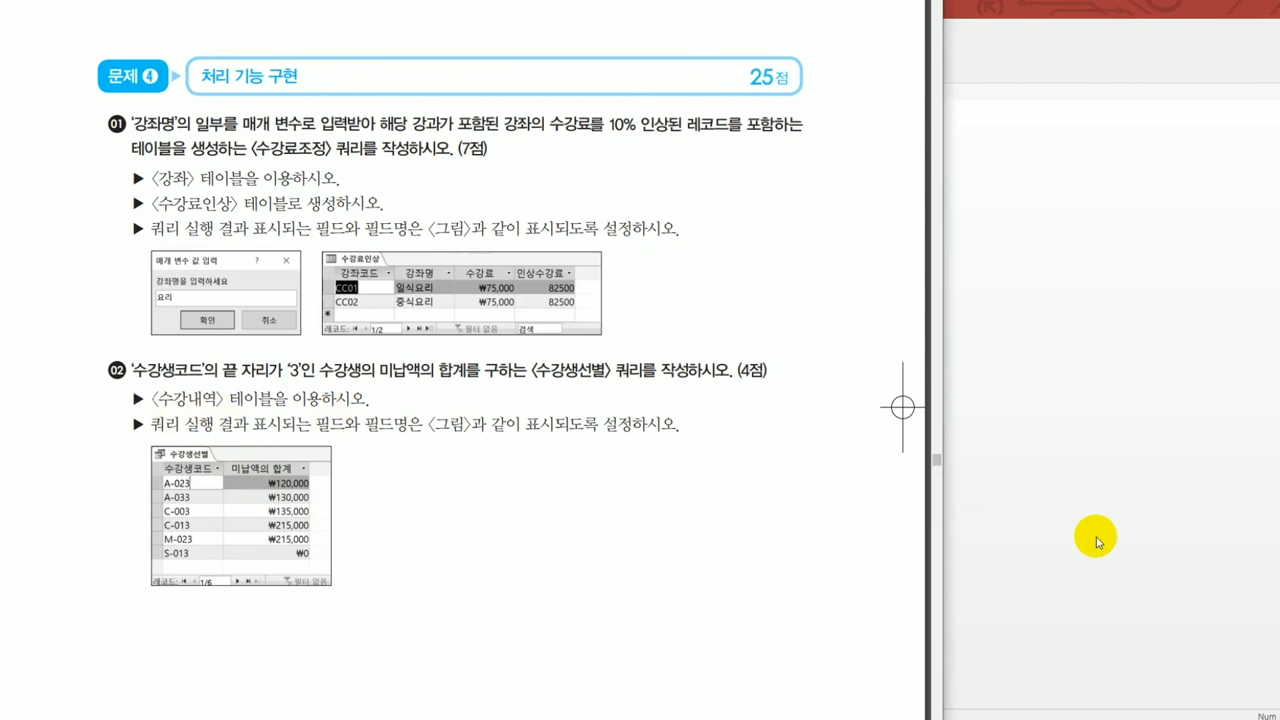 문제 4 처리 기능 구현 25점
01 '강좌명'의 일부를 매개 변수로 입력받아 해당 강과가 포함된 강좌의 수강료를 10% 인상된 레코드를 포함하는
테이블을 생성하는 〈수강료조정〉 쿼리를 작성하시오. (7점)
▶ 〈강좌〉 테이블을 이용하시오.
▶ 〈수강료인상〉 테이블로 생성하시오.
▶ 쿼리 실행 결과 표시되는 필드와 필드명은 〈그림〉과 같이 표시되도록 설정하시오.
매개 변수 값 입력 ? ×
강좌명을 입력하세요
요리
확인 취소
수강료인상
강좌코드 강좌명 수강료 인상수강료
CC01 일식요리 ₩75,000 82500
CC02 중식요리 ₩75,000 82500
레코드: 1/2 필터 없음 검색
02 '수강생코드'의 끝 자리가 '3'인 수강생의 미납액의 합계를 구하는 〈수강생선별〉 쿼리를 작성하시오. (4점)
▶ 〈수강내역〉 테이블을 이용하시오.
▶ 쿼리 실행 결과 표시되는 필드와 필드명은 〈그림〉과 같이 표시되도록 설정하시오.
수강생선별
수강생코드 미납액의 합계
A-023 ₩120,000
A-033 ₩130,000
C-003 ₩135,000
C-013 ₩215,000
M-023 ₩215,000
S-013 ₩0
레코드: 1/6 필터 없음
Num